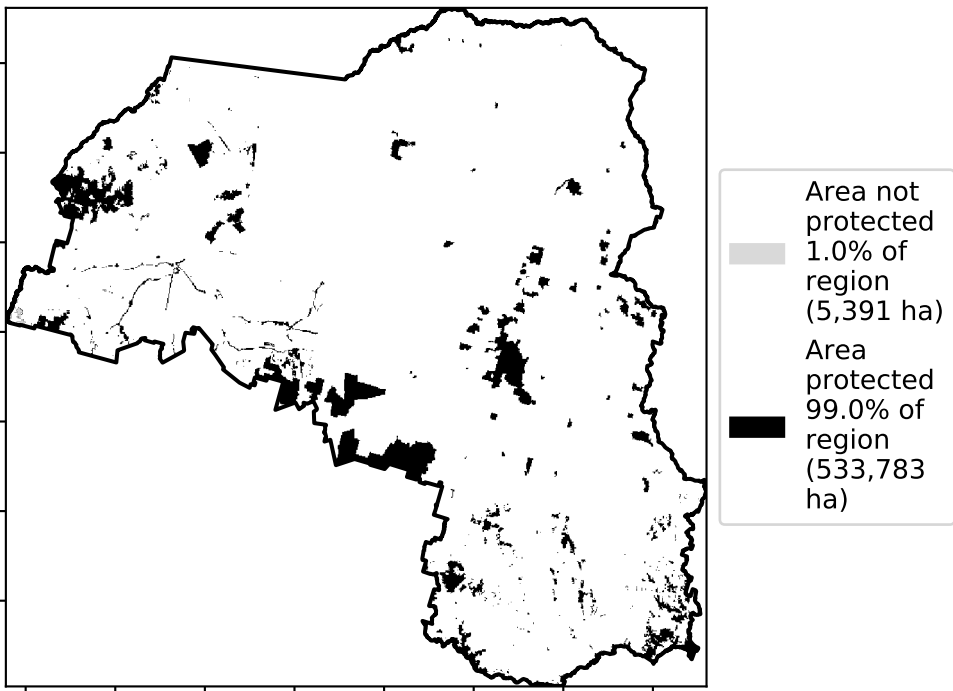 Area not
protected
1.0% of
region
(5,391 ha)
Area
protected
99.0% of
region
(533,783
ha)